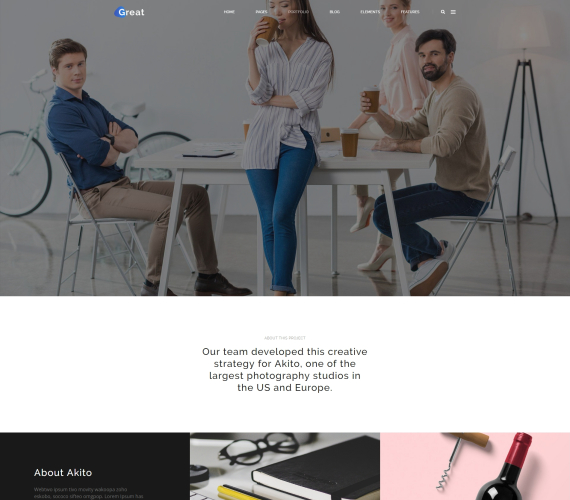 Great
HOME PAGES PORTFOLIO BLOG ELEMENTS FEATURES
ABOUT THIS PROJECT
Our team developed this creative
strategy for Akito, one of the
largest photography studios in
the US and Europe.
About Akito